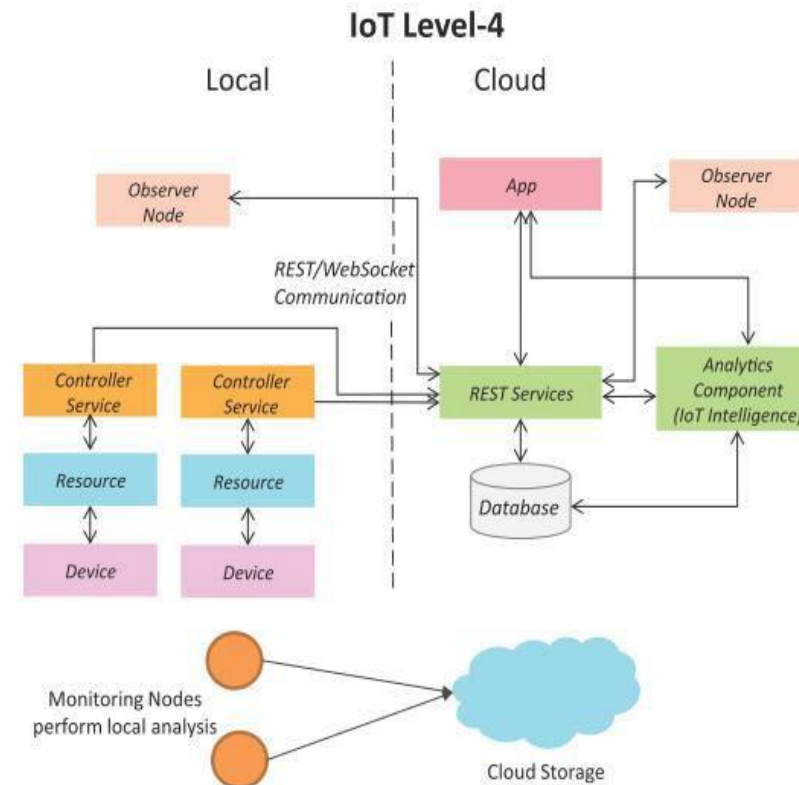 IoT Level-4
Local
Cloud
Observer
Node
App
Observer
Node
REST/WebSocket
Communication
Controller
Service
Controller
Service
REST Services
Analytics
Component
(IoT Intelligence)
Resource
Resource
Database
Device
Device
Monitoring Nodes
perform local analysis
Cloud Storage